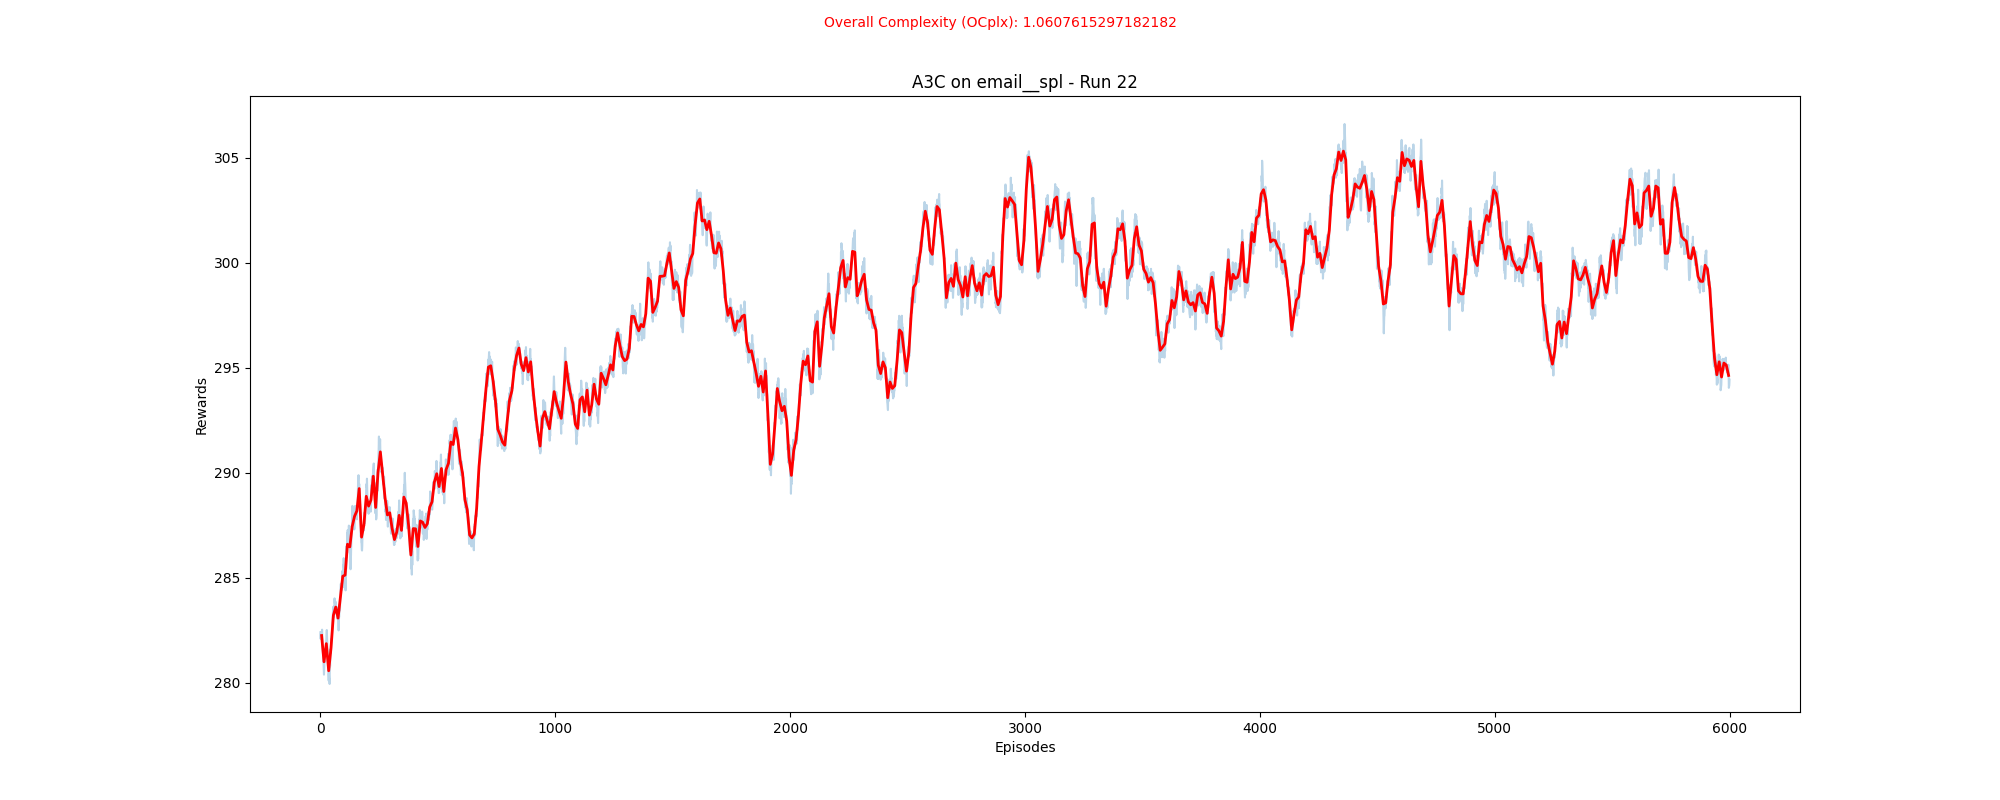 Overall Complexity (OCplx): 1.0607615297182182
A3C on email__spl - Run 22
305
300
295
290
285
280
Rewards
0 1000 2000 3000 4000 5000 6000
Episodes